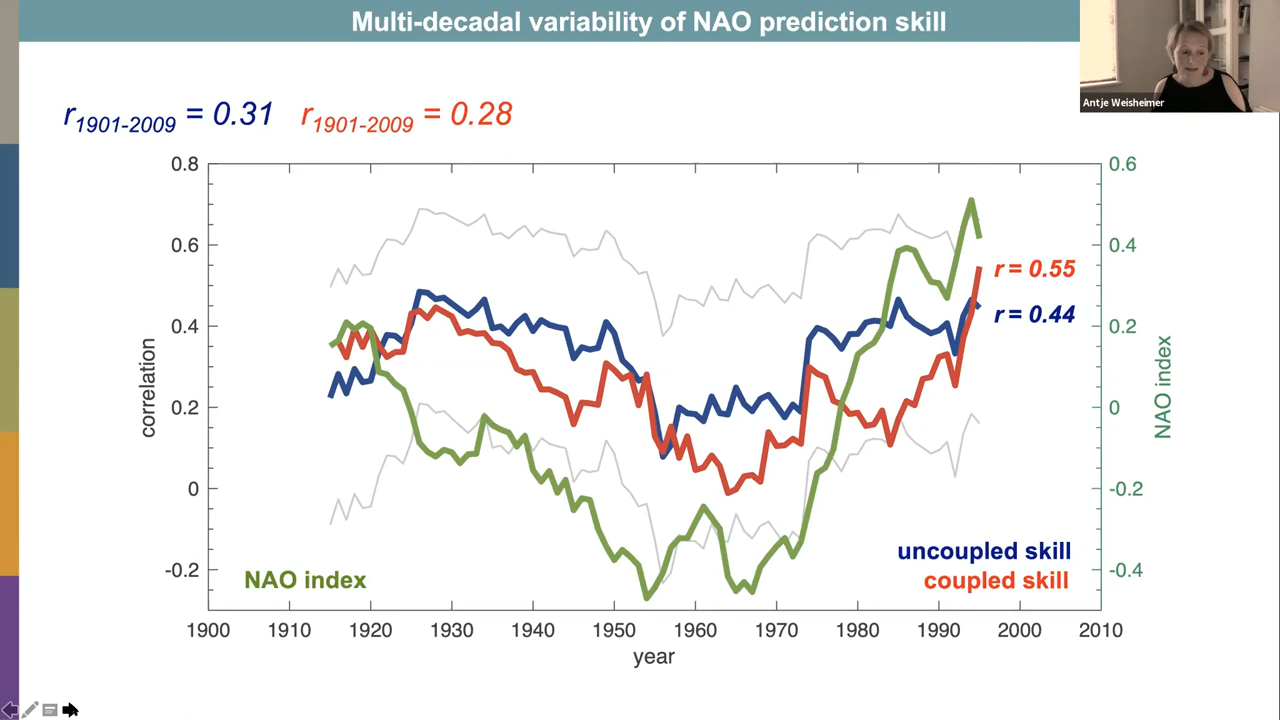 Multi-decadal variability of NAO prediction skill
Antje Weisheimer
r1901-2009 = 0.31 r1901-2009 = 0.28
0.8
0.6
0.4
0.2
0
-0.2
correlation
0.6
0.4
0.2
0
-0.2
-0.4
NAO index
r = 0.55
r = 0.44
uncoupled skill
coupled skill
NAO index
1900 1910 1920 1930 1940 1950 1960 1970 1980 1990 2000 2010
year